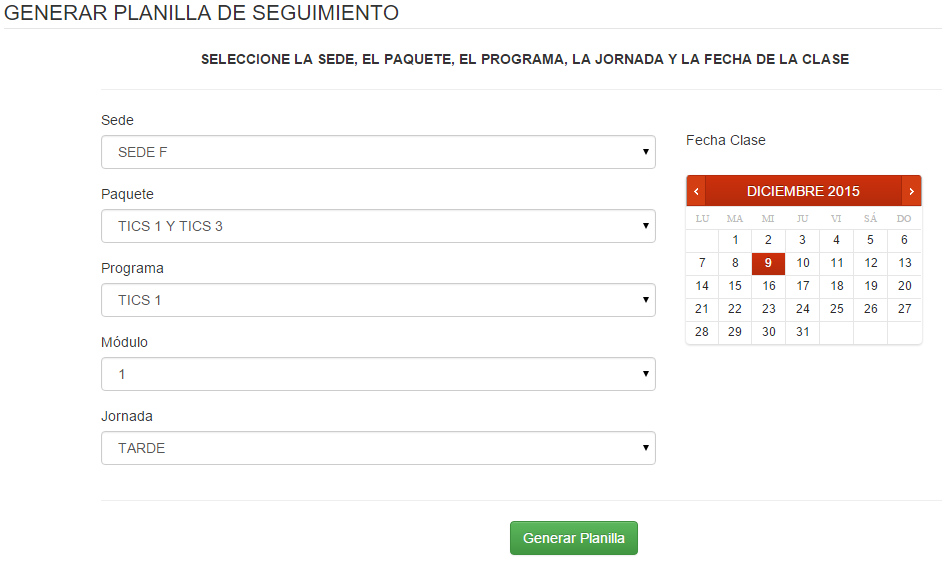 GENERAR PLANILLA DE SEGUIMIENTO
SELECCIONE LA SEDE, EL PAQUETE, EL PROGRAMA, LA JORNADA Y LA FECHA DE LA CLASE
Sede
SEDE F
Paquete
TICS 1 Y TICS 3
Programa
TICS 1
Módulo
1
Jornada
TARDE
Fecha Clase
‹ DICIEMBRE 2015 ›
LU MA MI JU VI SÁ DO
1 2 3 4 5 6
7 8 9 10 11 12 13
14 15 16 17 18 19 20
21 22 23 24 25 26 27
28 29 30 31
Generar Planilla